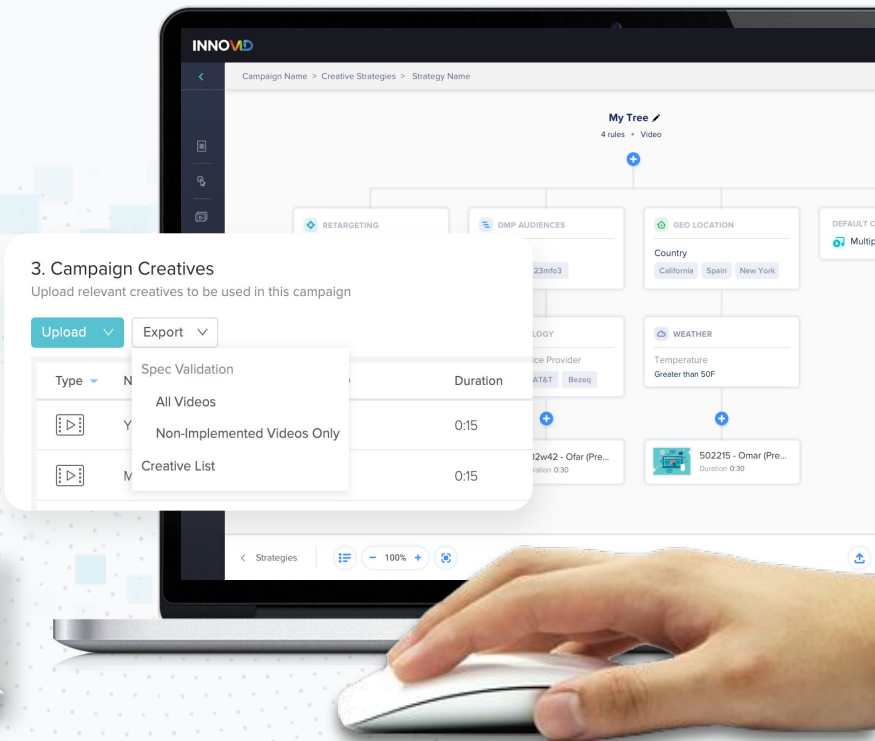 INNOVID
Campaign Name > Creative Strategies > Strategy Name
My Tree
4 rules • Video
RETARGETING
DMP AUDIENCES
GEO LOCATION
DEFAULT C
Country
Multip
23mfo3
California Spain New York
3. Campaign Creatives
Upload relevant creatives to be used in this campaign
Upload
Export
LOGY
WEATHER
ice Provider
Temperature
AT&T Bezeq
Greater than 50F
Type
N
Duration
Spec Validation
All Videos
Non-Implemented Videos Only
Creative List
Y
0:15
M
0:15
02w42 - Ofar (Pre...
ration 0:30
502215 - Omar (Pre...
Duration 0:30
< Strategies
- 100% +